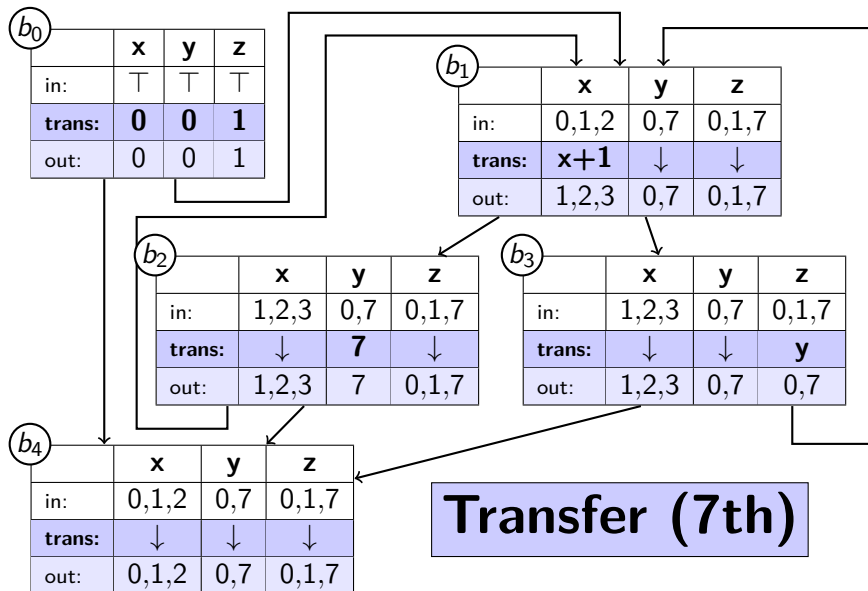 b0
x y z
in: ⊤ ⊤ ⊤
trans: 0 0 1
out: 0 0 1
b1
x y z
in: 0,1,2 0,7 0,1,7
trans: x+1 ↓ ↓
out: 1,2,3 0,7 0,1,7
b2
x y z
in: 1,2,3 0,7 0,1,7
trans: ↓ 7 ↓
out: 1,2,3 7 0,1,7
b3
x y z
in: 1,2,3 0,7 0,1,7
trans: ↓ ↓ y
out: 1,2,3 0,7 0,7
b4
x y z
in: 0,1,2 0,7 0,1,7
trans: ↓ ↓ ↓
out: 0,1,2 0,7 0,1,7
Transfer (7th)